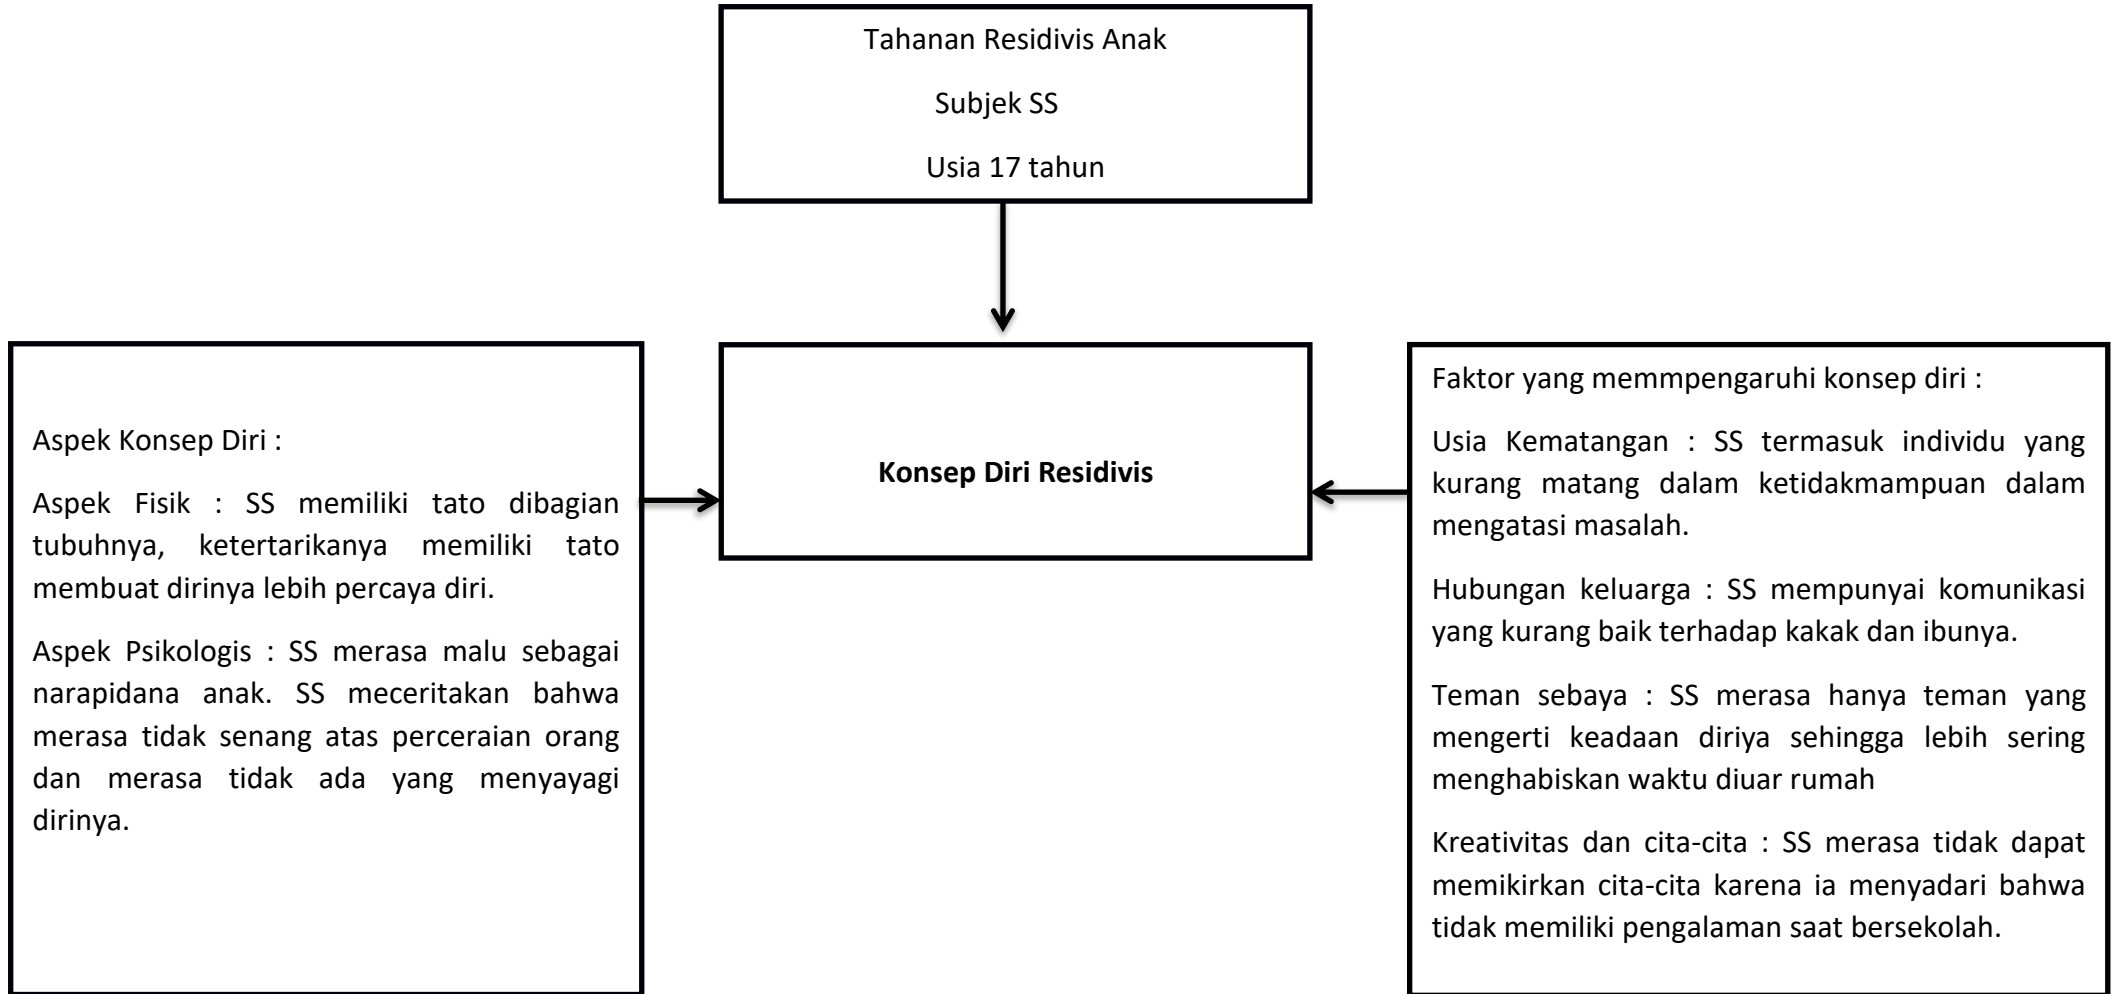 Tahanan Residivis Anak
Subjek SS
Usia 17 tahun
Aspek Konsep Diri :
Aspek Fisik : SS memiliki tato dibagian
tubuhnya, ketertarikanya memiliki tato
membuat dirinya lebih percaya diri.
Aspek Psikologis : SS merasa malu sebagai
narapidana anak. SS meceritakan bahwa
merasa tidak senang atas perceraian orang
dan merasa tidak ada yang menyayagi
dirinya.
Konsep Diri Residivis
Faktor yang memmpengaruhi konsep diri :
Usia Kematangan : SS termasuk individu yang
kurang matang dalam ketidakmampuan dalam
mengatasi masalah.
Hubungan keluarga : SS mempunyai komunikasi
yang kurang baik terhadap kakak dan ibunya.
Teman sebaya : SS merasa hanya teman yang
mengerti keadaan diriya sehingga lebih sering
menghabiskan waktu diuar rumah
Kreativitas dan cita-cita : SS merasa tidak dapat
memikirkan cita-cita karena ia menyadari bahwa
tidak memiliki pengalaman saat bersekolah.